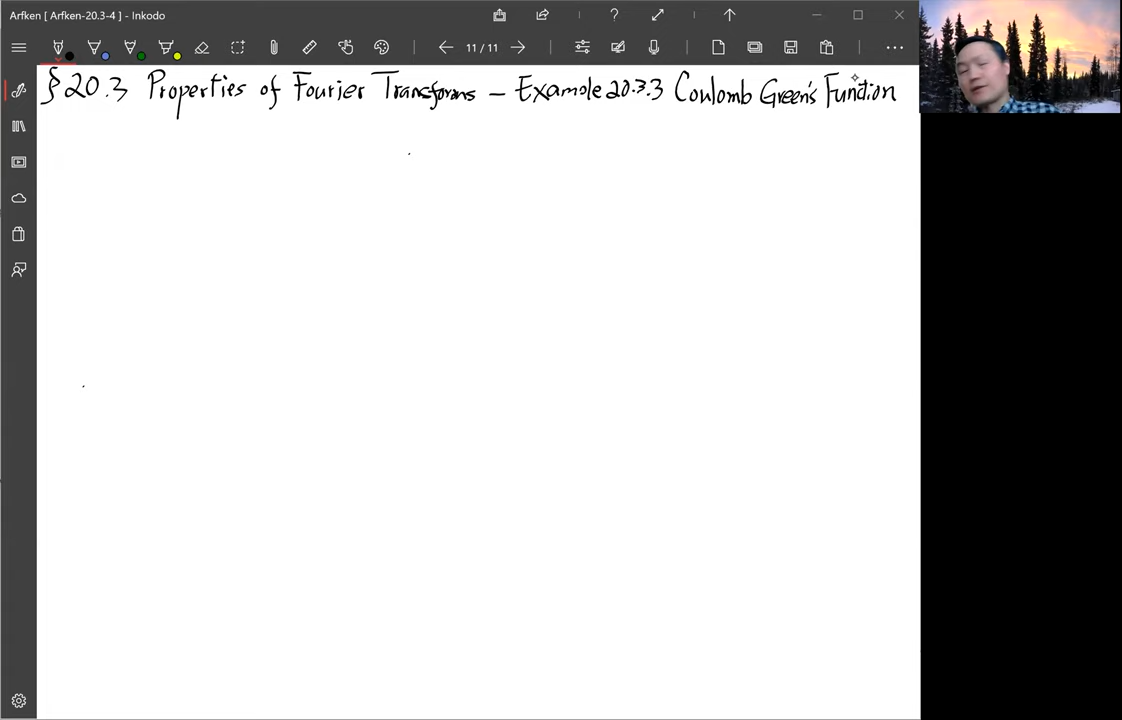 Arfken [ Arfken-20.3-4 ] - Inkodo
11 / 11
§ 20.3 Properties of Fourier Transforms – Example 20.3.3 Coulomb Green's Function